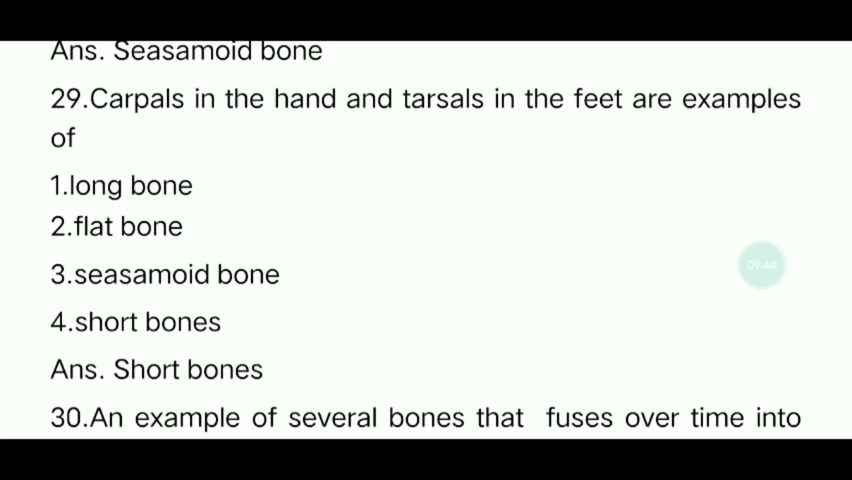 Ans. Seasamoid bone
29.Carpals in the hand and tarsals in the feet are examples
of
1.long bone
2.flat bone
3.seasamoid bone
09:44
4.short bones
Ans. Short bones
30.An example of several bones that fuses over time into